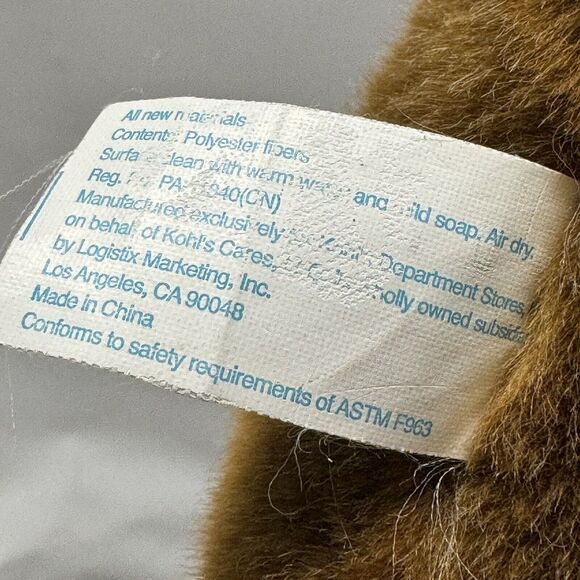 All new materials
Contents: Polyester fibers
Surface clean with warm water and mild soap. Air dry.
Reg. PA
Manufactured exclusively Department Stores,
on behalf of Kohl's Cares, wholly owned
by Logistix Marketing, Inc.
Los Angeles, CA 90048
Made in China
Conforms to safety requirements of ASTM F963